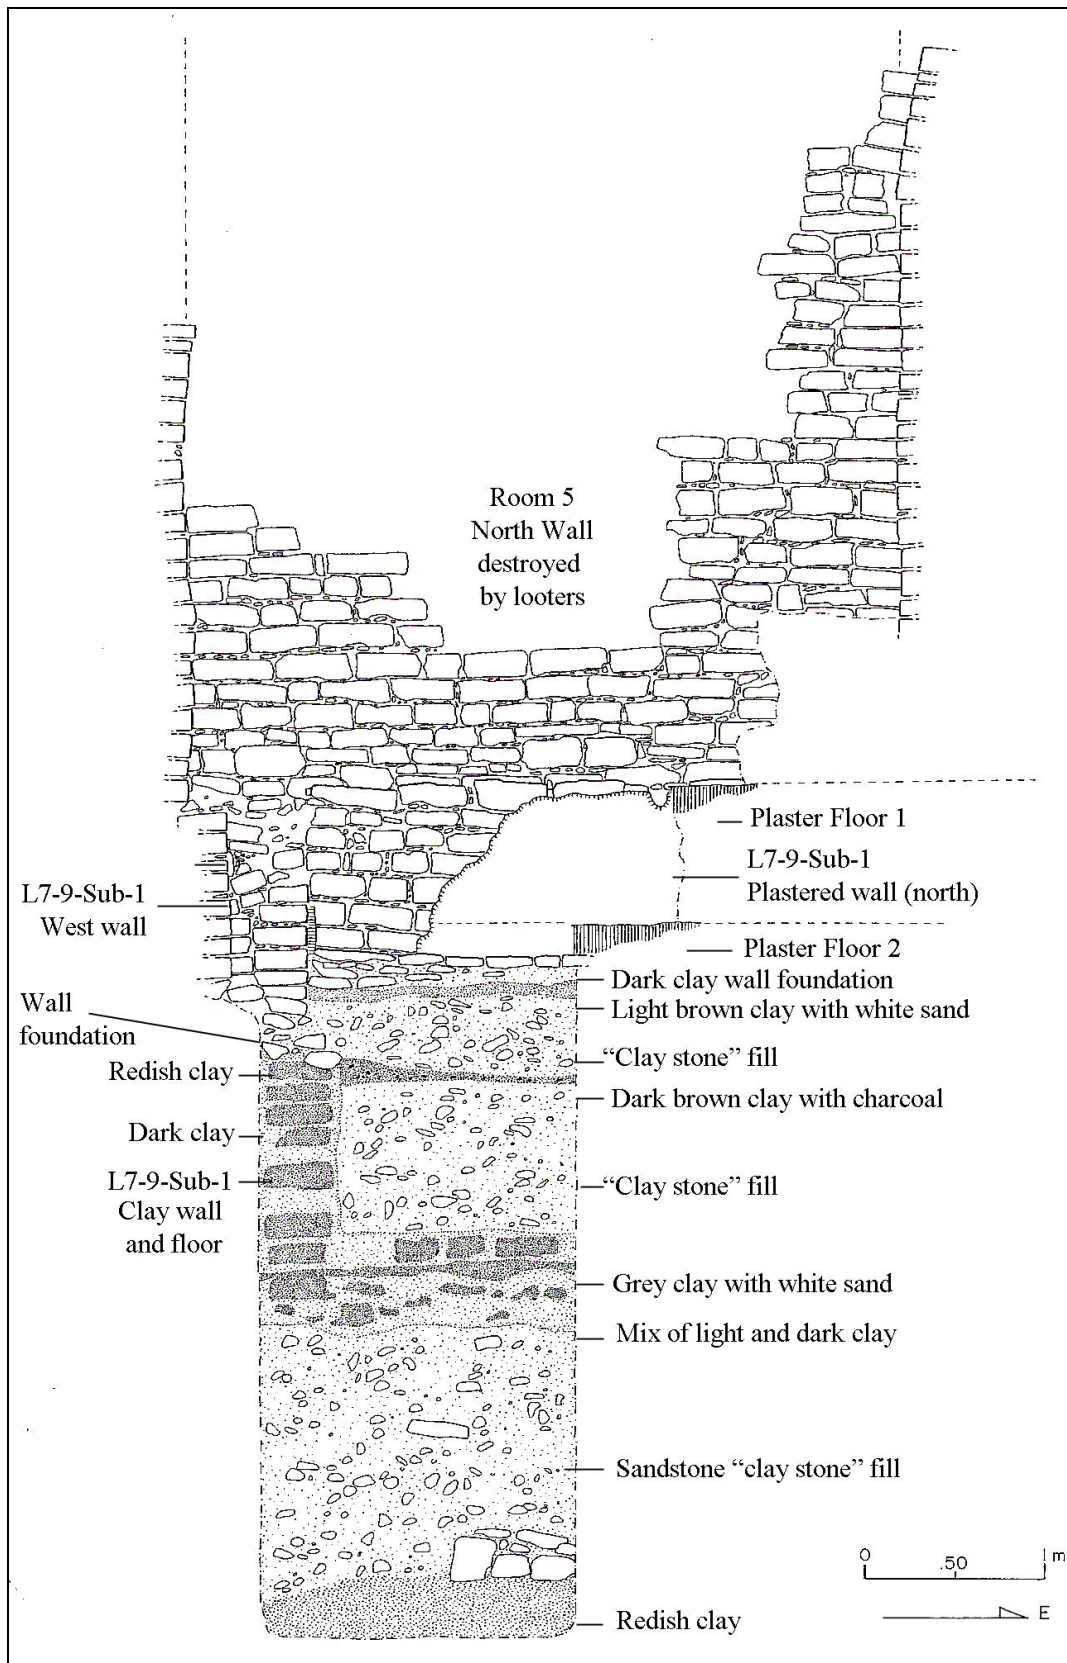 Room 5
North Wall
destroyed
by looters
Plaster Floor 1
L7-9-Sub-1
Plastered wall (north)
L7-9-Sub-1
West wall
Plaster Floor 2
Dark clay wall foundation
Wall
foundation
Light brown clay with white sand
“Clay stone” fill
Redish clay
Dark brown clay with charcoal
Dark clay
L7-9-Sub-1
Clay wall
and floor
“Clay stone” fill
Grey clay with white sand
Mix of light and dark clay
Sandstone “clay stone” fill
0 .50 1 m
E
Redish clay